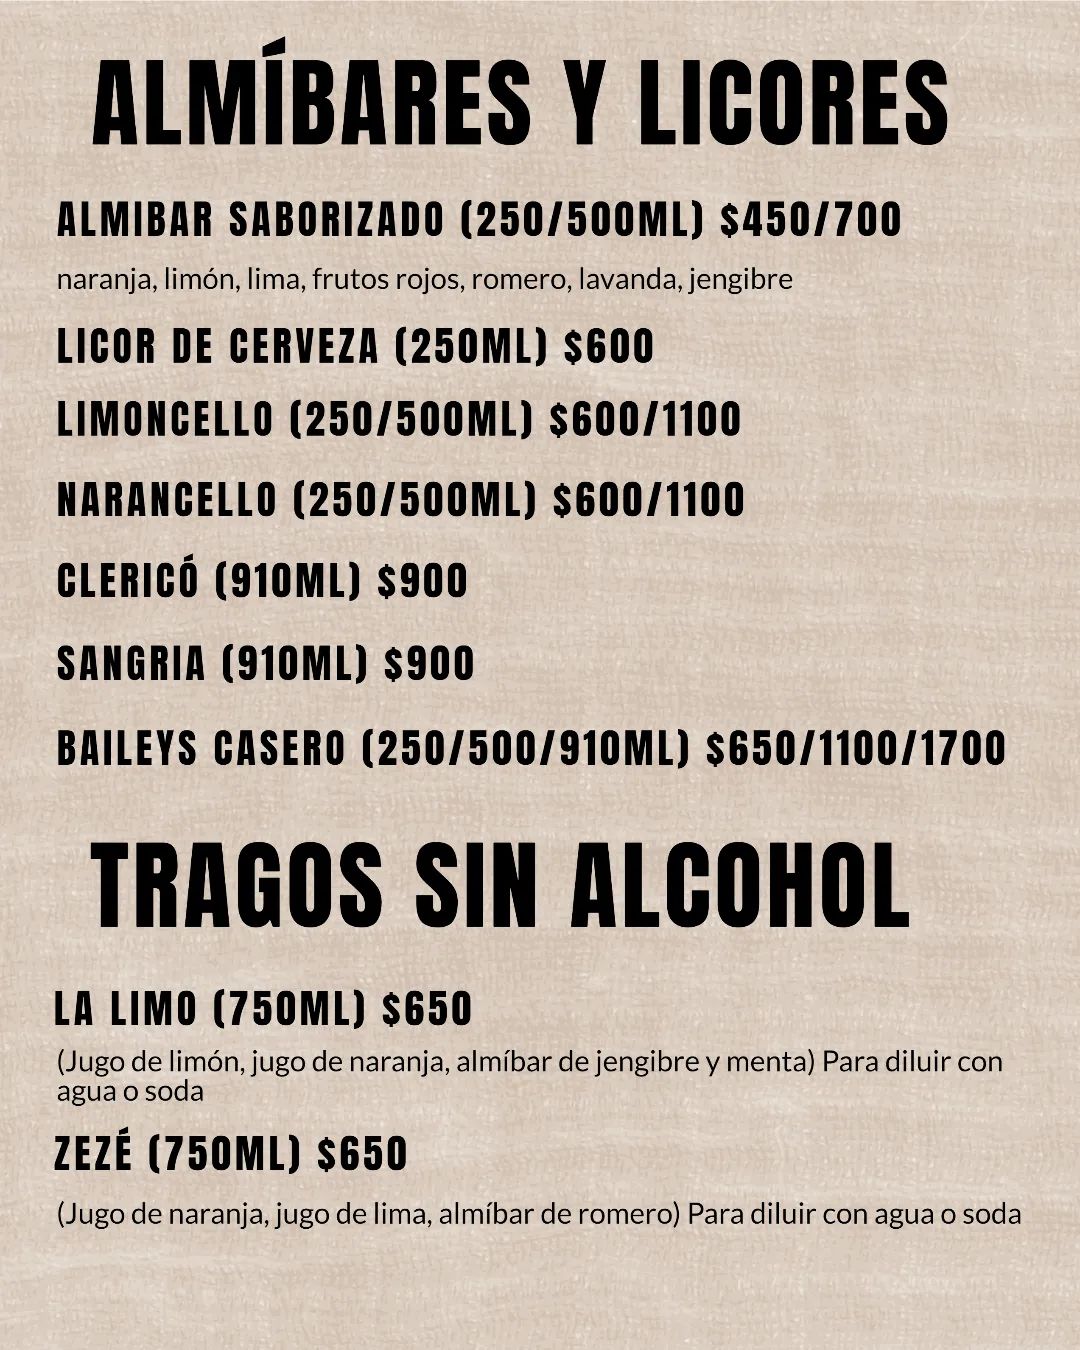 ALMÍBARES Y LICORES
ALMIBAR SABORIZADO (250/500ML) $450/700
naranja, limón, lima, frutos rojos, romero, lavanda, jengibre
LICOR DE CERVEZA (250ML) $600
LIMONCELLO (250/500ML) $600/1100
NARANCELLO (250/500ML) $600/1100
CLERICÓ (910ML) $900
SANGRIA (910ML) $900
BAILEYS CASERO (250/500/910ML) $650/1100/1700
TRAGOS SIN ALCOHOL
LA LIMO (750ML) $650
(Jugo de limón, jugo de naranja, almíbar de jengibre y menta) Para diluir con
agua o soda
ZEZÉ (750ML) $650
(Jugo de naranja, jugo de lima, almíbar de romero) Para diluir con agua o soda